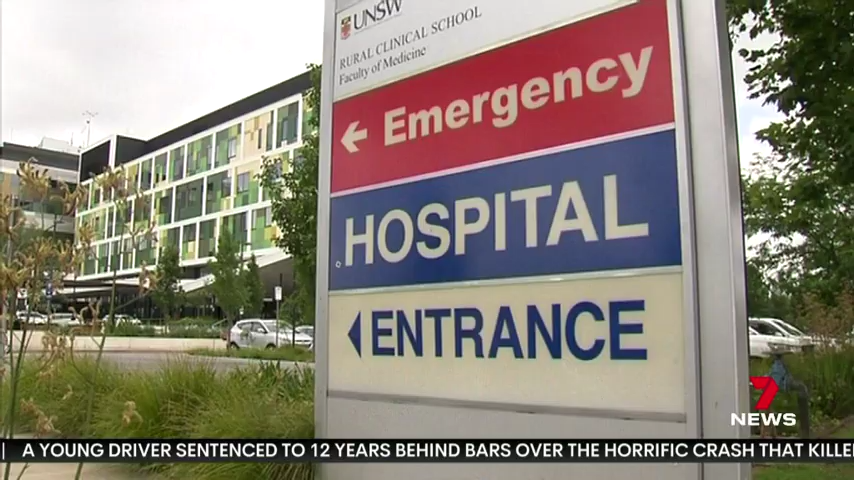 UNSW
RURAL CLINICAL SCHOOL
Faculty of Medicine
Emergency
HOSPITAL
ENTRANCE
7
NEWS
A YOUNG DRIVER SENTENCED TO 12 YEARS BEHIND BARS OVER THE HORRIFIC CRASH THAT KILLE